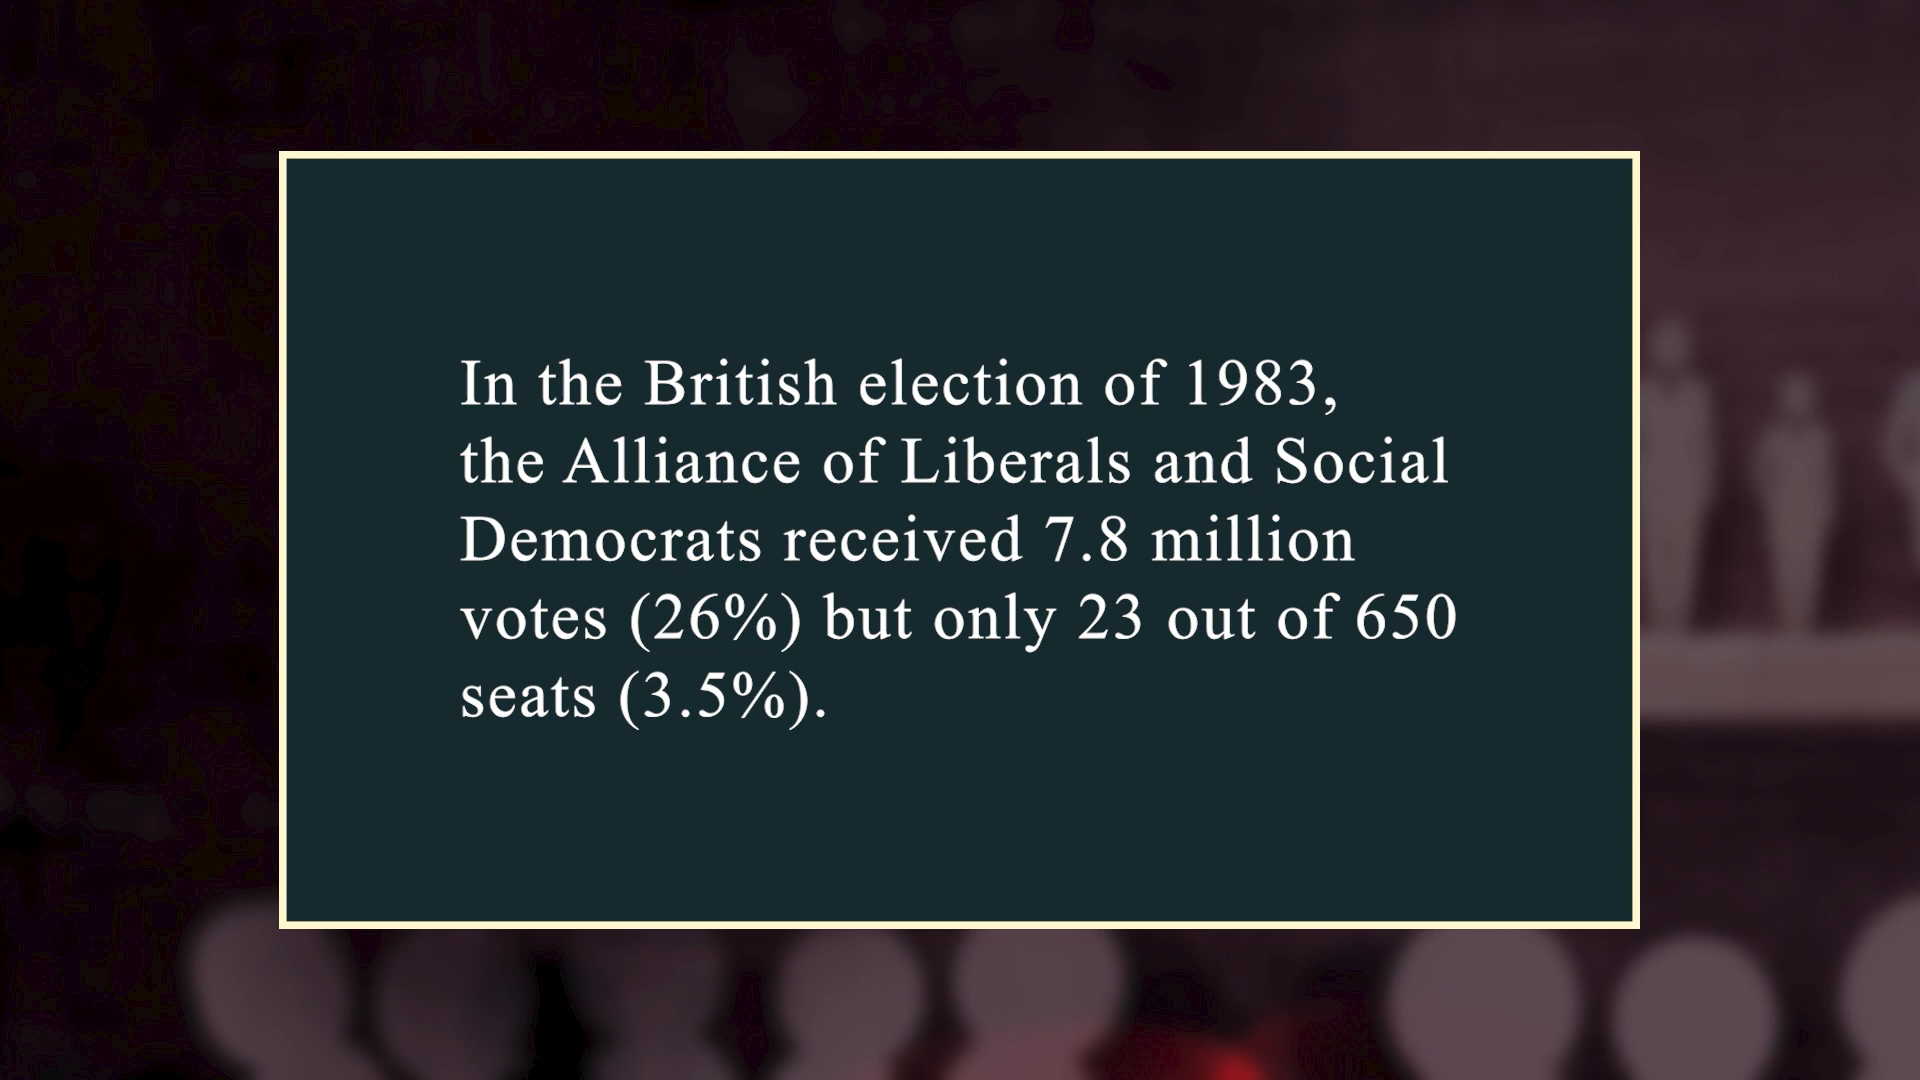 In the British election of 1983,
the Alliance of Liberals and Social
Democrats received 7.8 million
votes (26%) but only 23 out of 650
seats (3.5%).